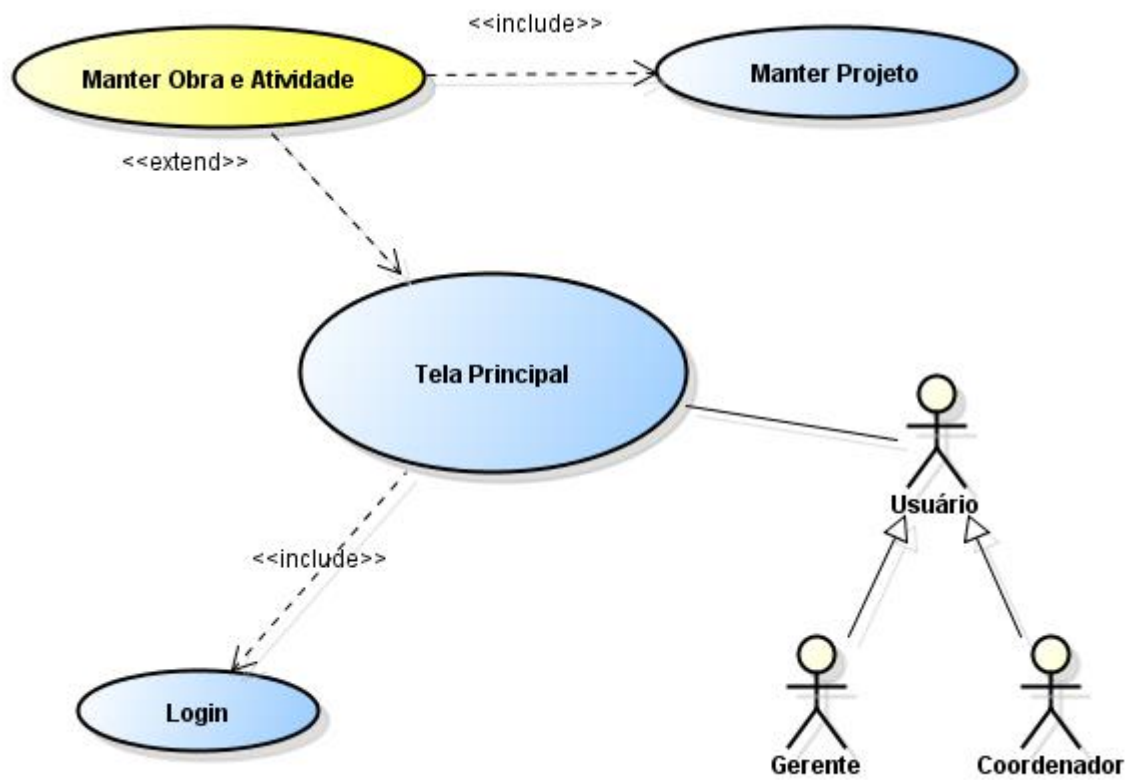 <<include>>
Manter Obra e Atividade
Manter Projeto
<<extend>>
Tela Principal
Usuário
<<include>>
Login
Gerente
Coordenador